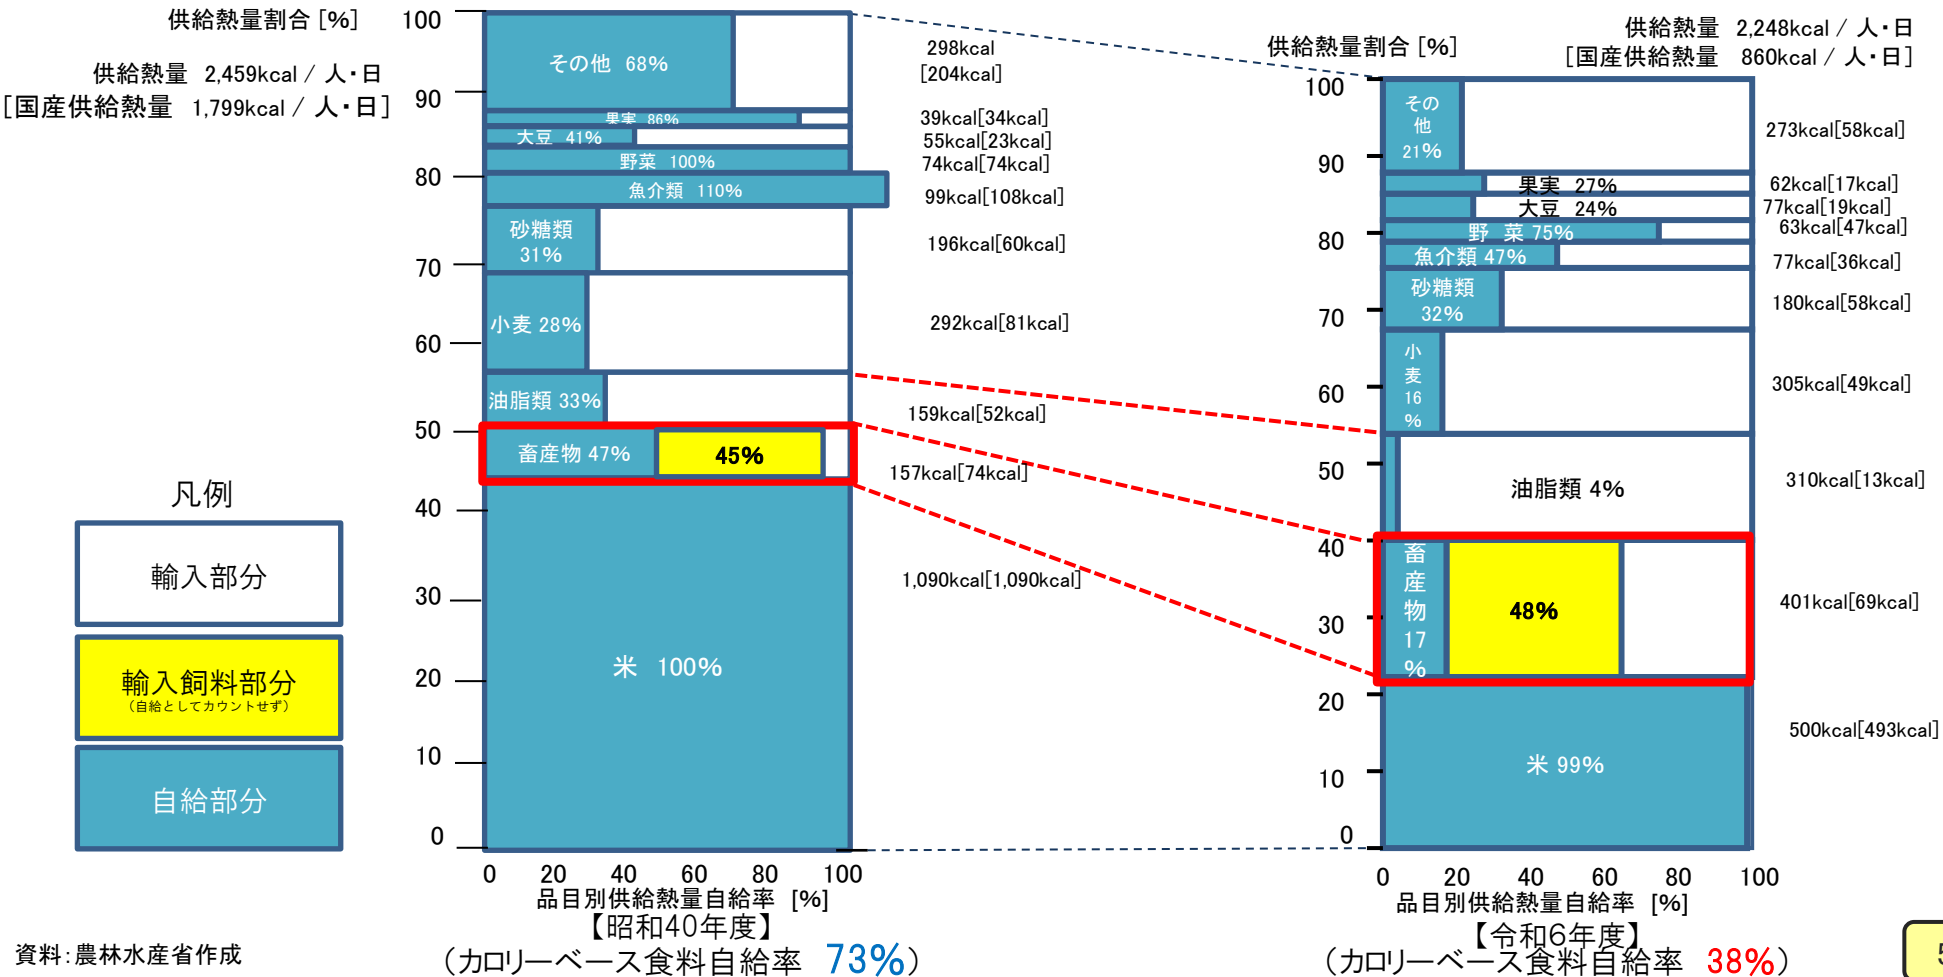 供給熱量割合 [%]
供給熱量 2,459kcal / 人・日
[国産供給熱量 1,799kcal / 人・日]
100
90
80
70
60
50
40
30
20
10
0
その他 68%
果実 86%
大豆 41%
野菜 100%
魚介類 110%
砂糖類
31%
小麦 28%
油脂類 33%
畜産物 47%
45%
米 100%
298kcal
[204kcal]
39kcal[34kcal]
55kcal[23kcal]
74kcal[74kcal]
99kcal[108kcal]
196kcal[60kcal]
292kcal[81kcal]
159kcal[52kcal]
157kcal[74kcal]
1,090kcal[1,090kcal]
0 20 40 60 80 100
品目別供給熱量自給率 [%]
【昭和40年度】
(カロリーベース食料自給率 73%)
凡例
輸入部分
輸入飼料部分
(自給としてカウントせず)
自給部分
資料:農林水産省作成
供給熱量 2,248kcal / 人・日
[国産供給熱量 860kcal / 人・日]
供給熱量割合 [%]
100
90
80
70
60
50
40
30
20
10
0
その
他
21%
果実 27%
大豆 24%
野 菜 75%
魚介類 47%
砂糖類
32%
小
麦
16
%
油脂類 4%
畜
産
物
17
%
48%
米 99%
273kcal[58kcal]
62kcal[17kcal]
77kcal[19kcal]
63kcal[47kcal]
77kcal[36kcal]
180kcal[58kcal]
305kcal[49kcal]
310kcal[13kcal]
401kcal[69kcal]
500kcal[493kcal]
0 20 40 60 80 100
品目別供給熱量自給率 [%]
【令和6年度】
(カロリーベース食料自給率 38%)